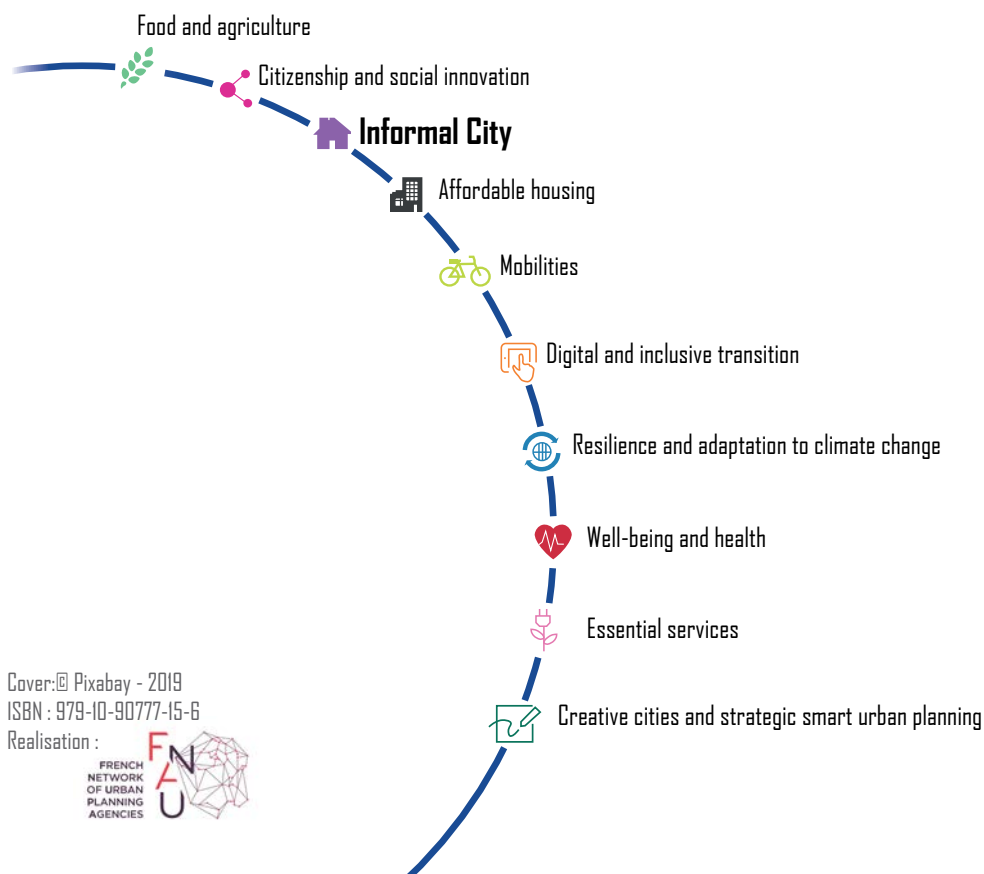 Food and agriculture
Citizenship and social innovation
Informal City
Affordable housing
Mobilities
Digital and inclusive transition
Resilience and adaptation to climate change
Well-being and health
Essential services
Creative cities and strategic smart urban planning
Cover:© Pixabay - 2019
ISBN : 979-10-90777-15-6
Realisation :
FRENCH
NETWORK
OF URBAN
PLANNING
AGENCIES
FNAU